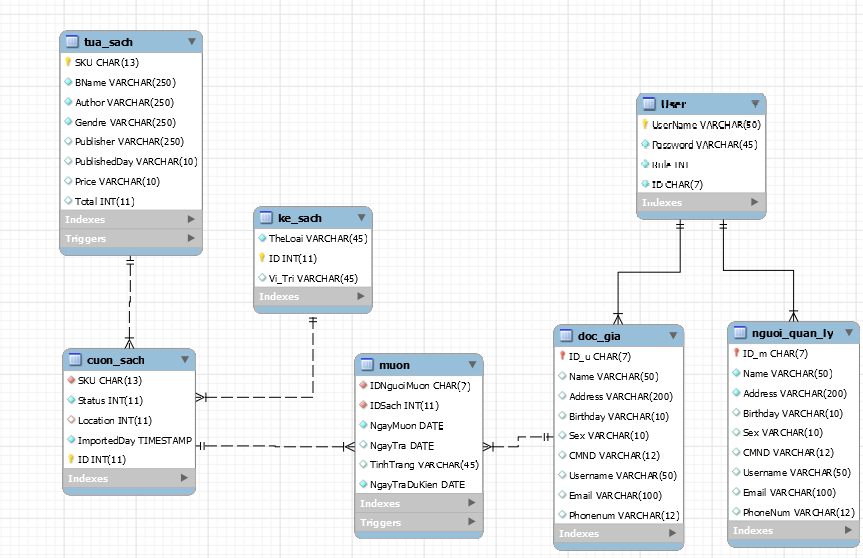 tua_sach
SKU CHAR(13)
BName VARCHAR(250)
Author VARCHAR(250)
Gendre VARCHAR(250)
Publisher VARCHAR(250)
PublishedDay VARCHAR(10)
Price VARCHAR(10)
Total INT(11)
Indexes
Triggers
User
UserName VARCHAR(50)
Password VARCHAR(45)
Rule INT
ID CHAR(7)
Indexes
ke_sach
TheLoai VARCHAR(45)
ID INT(11)
Vi_Tri VARCHAR(45)
Indexes
cuon_sach
SKU CHAR(13)
Status INT(11)
Location INT(11)
ImportedDay TIMESTAMP
ID INT(11)
Indexes
muon
IDNguoiMuon CHAR(7)
IDSach INT(11)
NgayMuon DATE
NgayTra DATE
TinhTrang VARCHAR(45)
NgayTraDuKien DATE
Indexes
Triggers
doc_gia
ID_u CHAR(7)
Name VARCHAR(50)
Address VARCHAR(200)
Birthday VARCHAR(10)
Sex VARCHAR(10)
CMND VARCHAR(12)
Username VARCHAR(50)
Email VARCHAR(100)
Phonenum VARCHAR(12)
Indexes
nguoi_quan_ly
ID_m CHAR(7)
Name VARCHAR(50)
Address VARCHAR(200)
Birthday VARCHAR(10)
Sex VARCHAR(10)
CMND VARCHAR(12)
Username VARCHAR(50)
Email VARCHAR(100)
PhoneNum VARCHAR(12)
Indexes